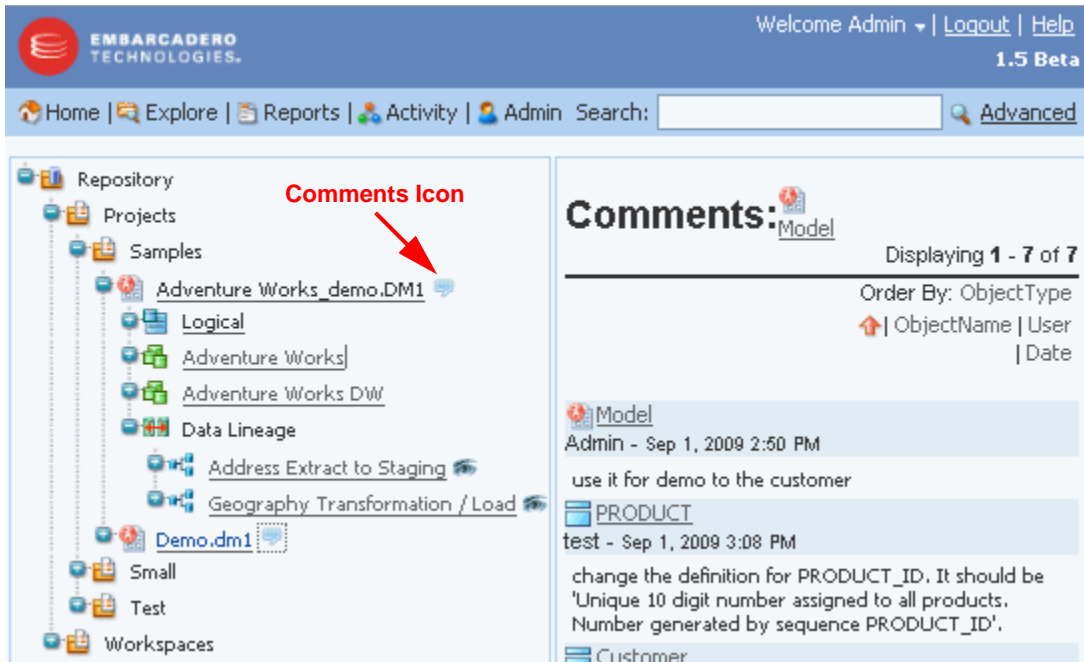 Welcome Admin | Logout | Help
EMBARCADERO
TECHNOLOGIES.
1.5 Beta
Home | Explore | Reports | Activity | Admin Search: Advanced
Repository
Projects
Samples
Adventure Works_demo.DM1
Logical
Adventure Works
Adventure Works DW
Data Lineage
Address Extract to Staging
Geography Transformation / Load
Demo.dm1
Small
Test
Workspaces
Comments Icon
Comments: Model
Displaying 1 - 7 of 7
Order By: ObjectType
| ObjectName | User
| Date
Model
Admin - Sep 1, 2009 2:50 PM
use it for demo to the customer
PRODUCT
test - Sep 1, 2009 3:08 PM
change the definition for PRODUCT_ID. It should be
'Unique 10 digit number assigned to all products.
Number generated by sequence PRODUCT_ID'.
Customer